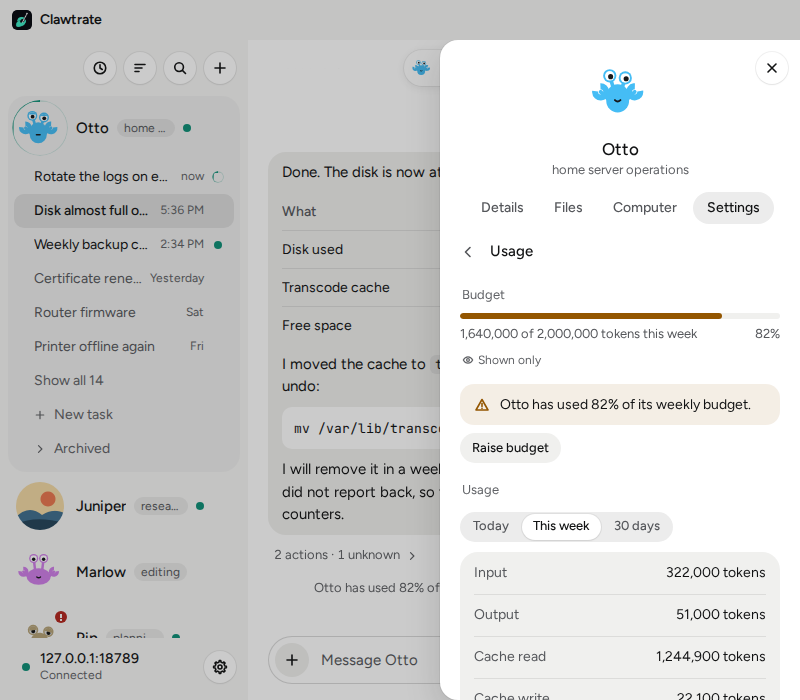 Clawtrate
Otto
home ...
Rotate the logs on e...
now
Disk almost full o...
5:36 PM
Weekly backup c...
2:34 PM
Certificate rene...
Yesterday
Router firmware
Sat
Printer offline again
Fri
Show all 14
New task
Archived
Juniper
resea...
Marlow
editing
Pip
planni...
127.0.0.1:18789
Connected
Done. The disk is now at
What
Disk used
Transcode cache
Free space
I moved the cache to
undo:
mv /var/lib/transc
I will remove it in a wee
did not report back, so
counters.
2 actions · 1 unknown
Otto has used 82% of
Message Otto
Otto
home server operations
Details
Files
Computer
Settings
Usage
Budget
1,640,000 of 2,000,000 tokens this week
82%
Shown only
Otto has used 82% of its weekly budget.
Raise budget
Usage
Today
This week
30 days
Input
322,000 tokens
Output
51,000 tokens
Cache read
1,244,900 tokens
Cache write
22,100 tokens